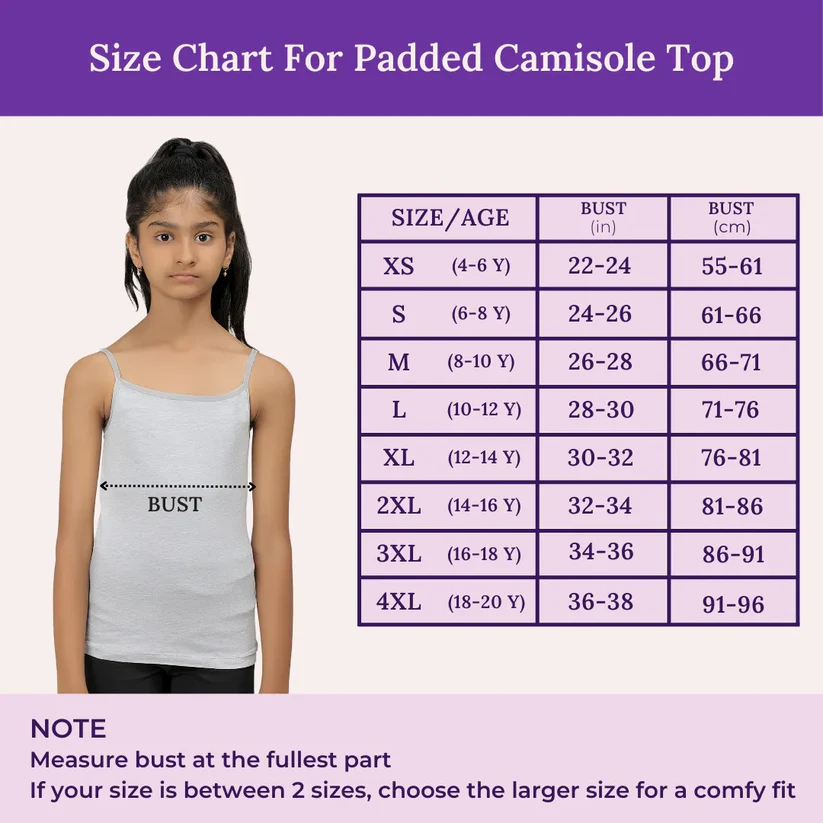 Size Chart For Padded Camisole Top
SIZE/AGE BUST (in) BUST (cm)
XS (4-6 Y) 22-24 55-61
S (6-8 Y) 24-26 61-66
M (8-10 Y) 26-28 66-71
L (10-12 Y) 28-30 71-76
XL (12-14 Y) 30-32 76-81
2XL (14-16 Y) 32-34 81-86
3XL (16-18 Y) 34-36 86-91
4XL (18-20 Y) 36-38 91-96
BUST
NOTE
Measure bust at the fullest part
If your size is between 2 sizes, choose the larger size for a comfy fit